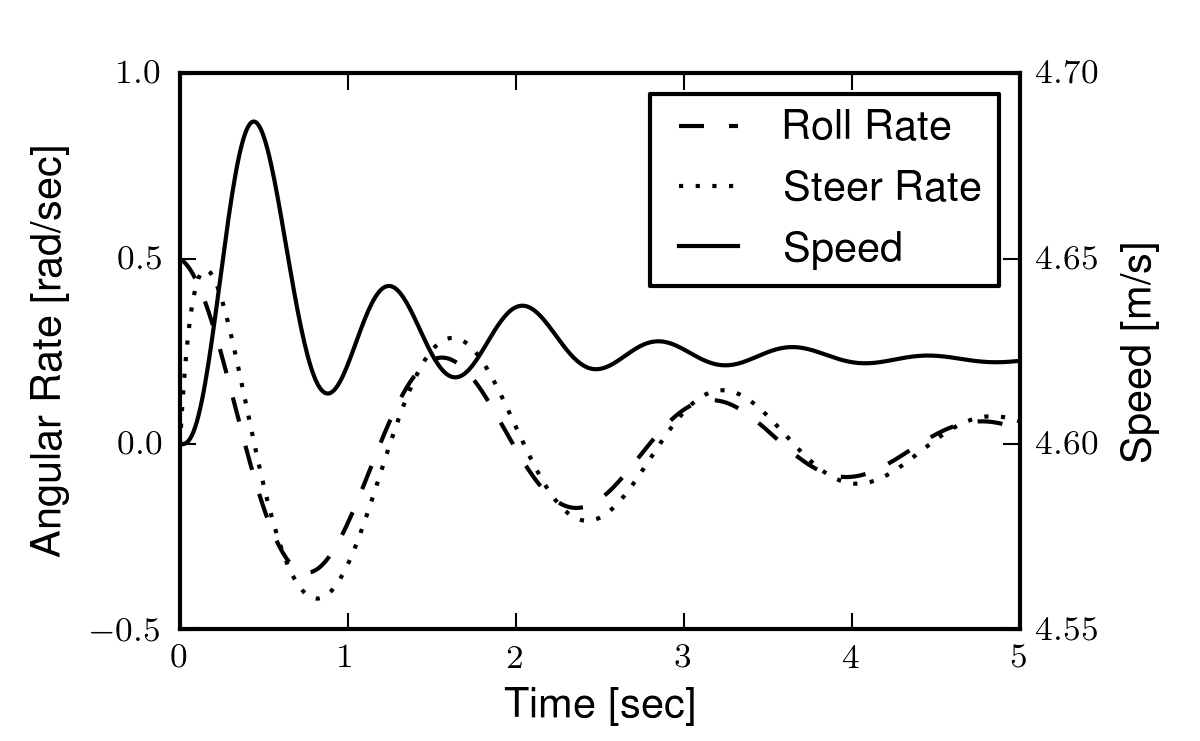 1.0
0.5
0.0
−0.5
Angular Rate [rad/sec]
4.70
4.65
4.60
4.55
Speed [m/s]
Roll Rate
Steer Rate
Speed
0 1 2 3 4 5
Time [sec]